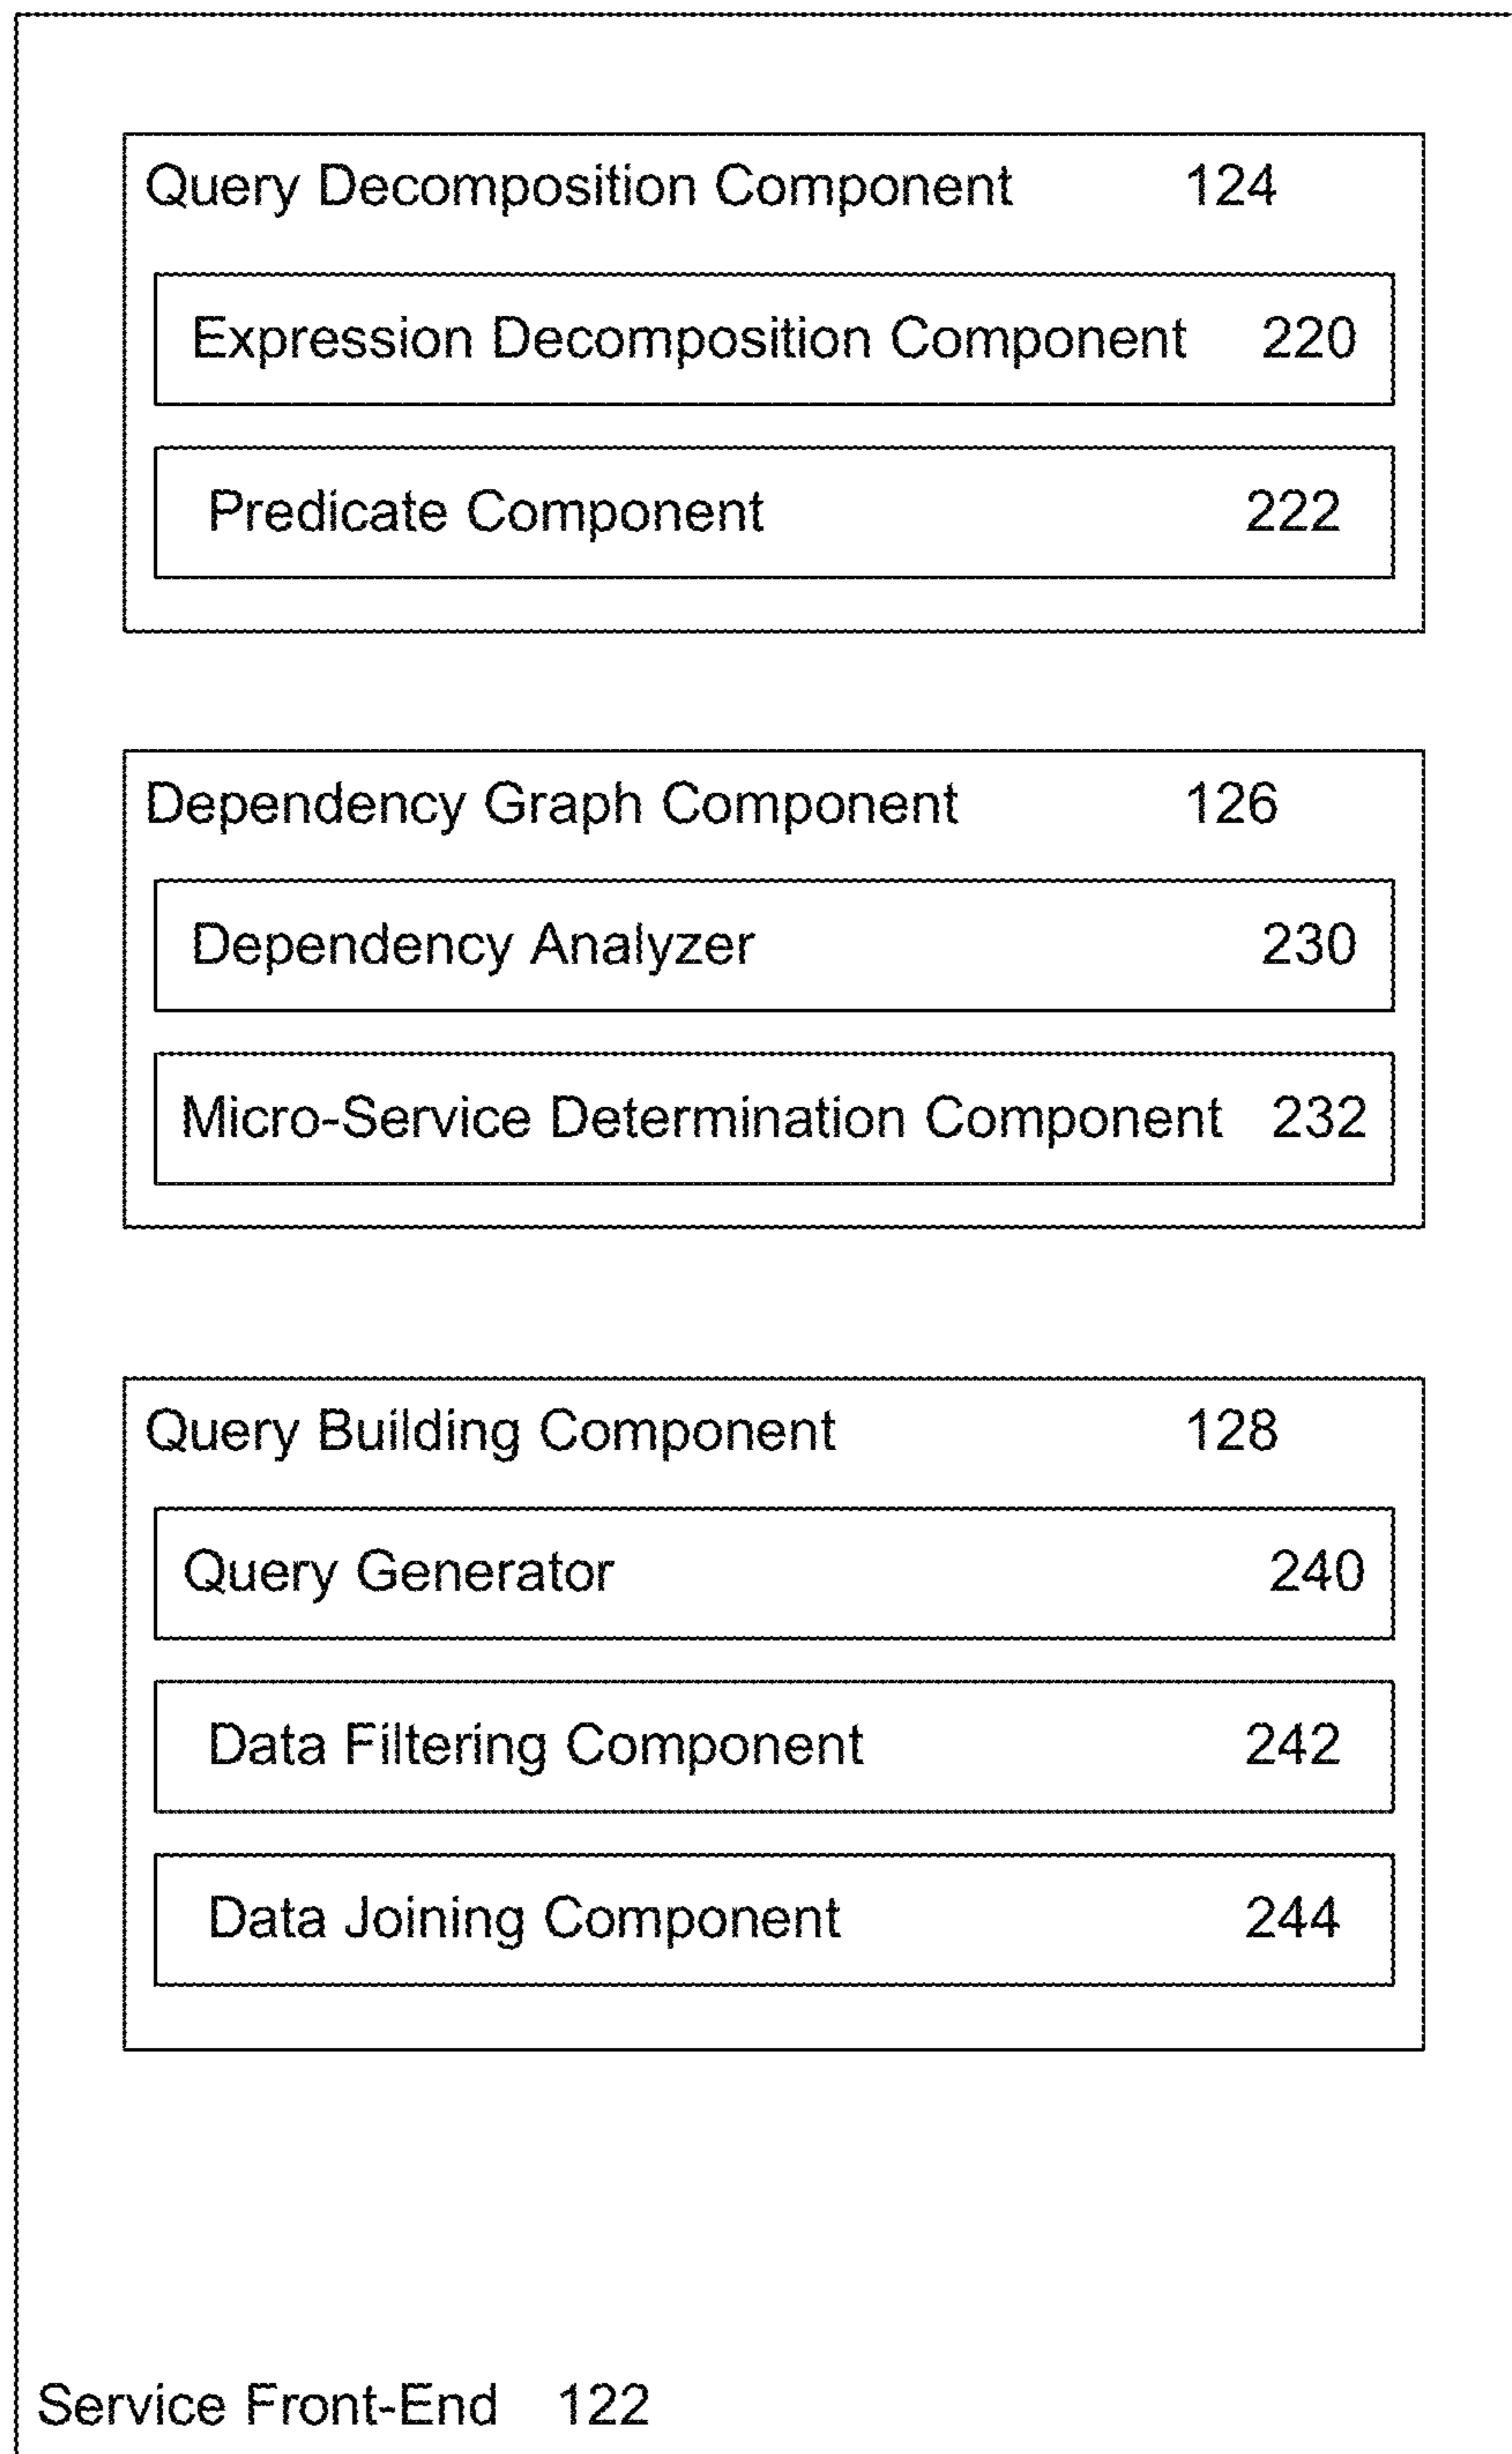 Query Decomposition Component 124
Expression Decomposition Component 220
Predicate Component 222
Dependency Graph Component 126
Dependency Analyzer 230
Micro-Service Determination Component 232
Query Building Component 128
Query Generator 240
Data Filtering Component 242
Data Joining Component 244
Service Front-End 122